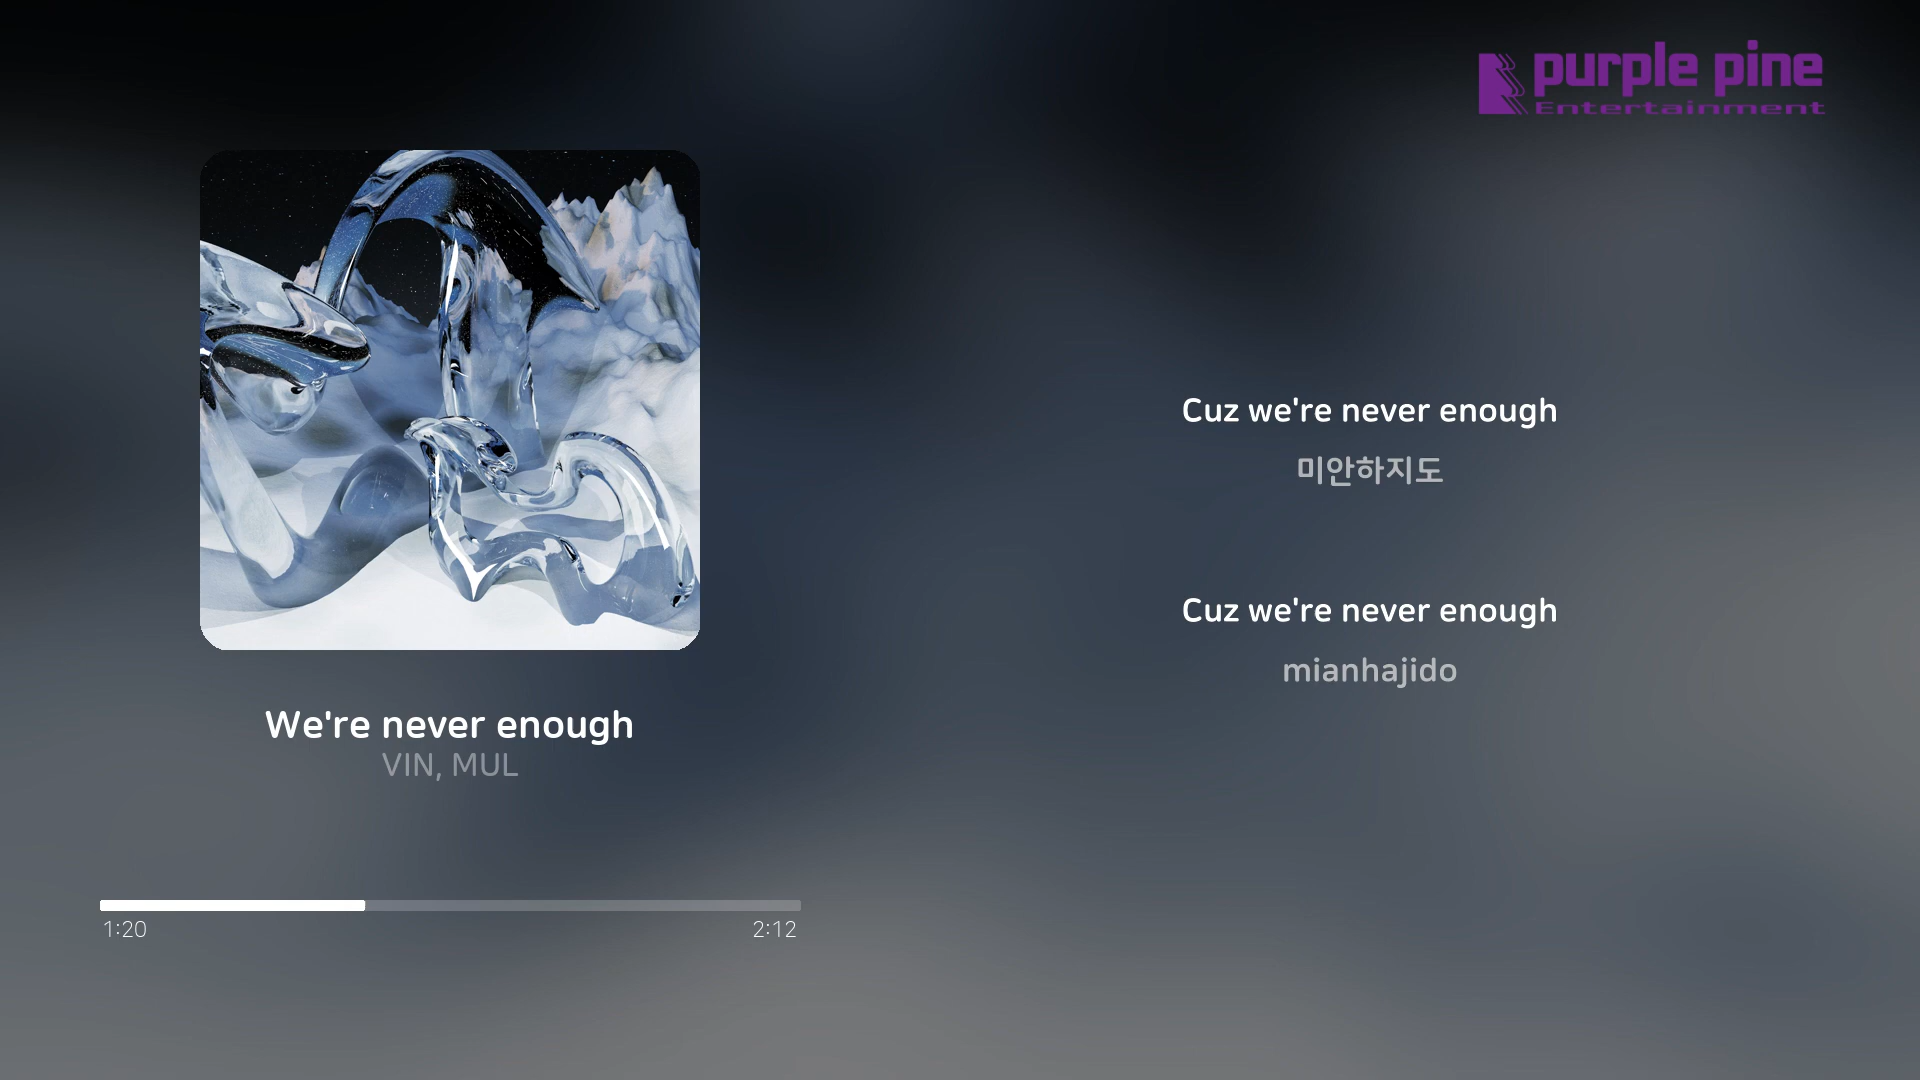 purple pine
Entertainment
Cuz we're never enough
미안하지도
Cuz we're never enough
mianhajido
We're never enough
VIN, MUL
1:20
2:12